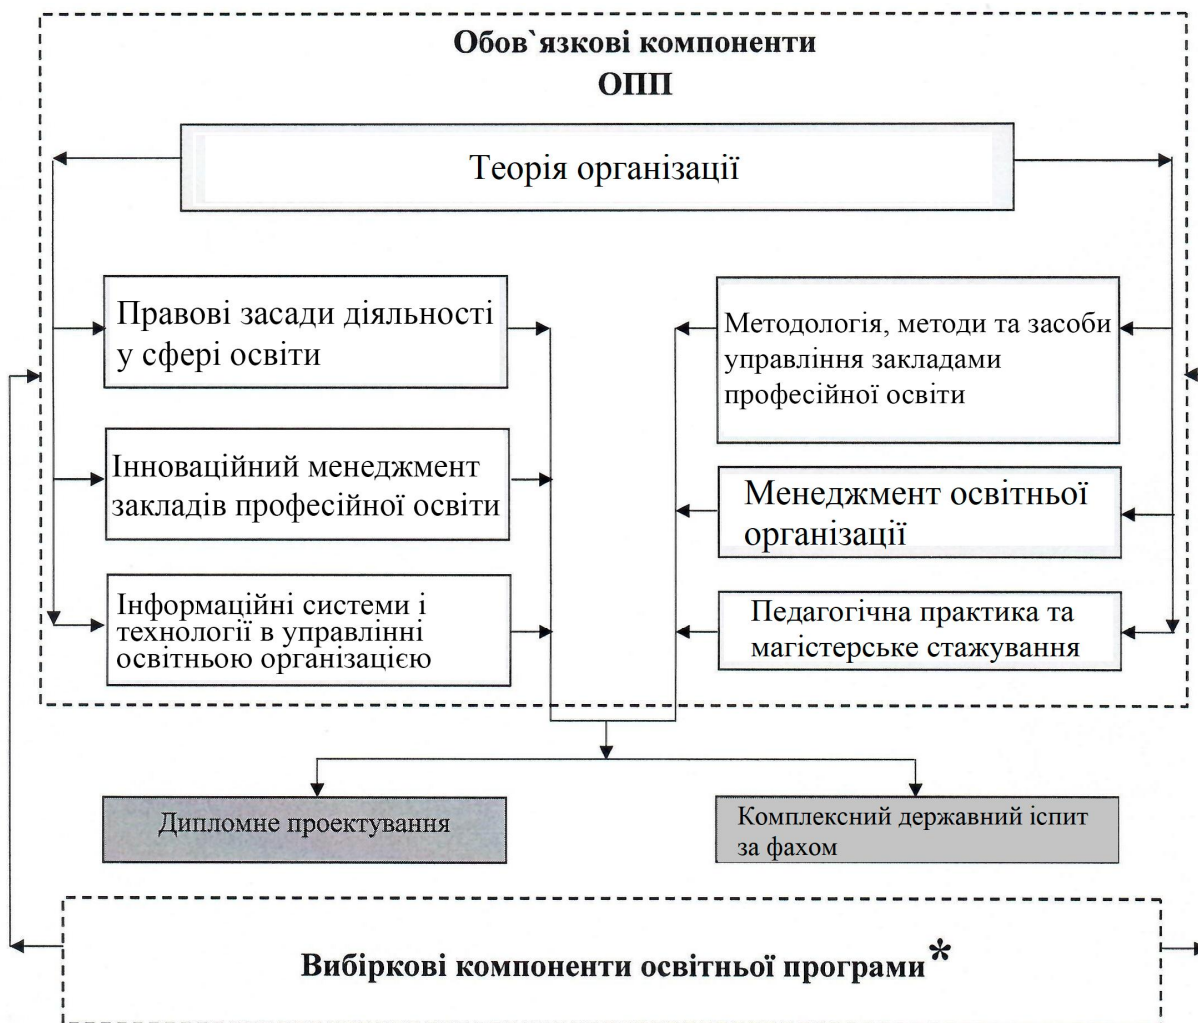 Обов`язкові компоненти
ОПП
Теорія організації
Правові засади діяльності
у сфері освіти
Методологія, методи та засоби
управління закладами
професійної освіти
Інноваційний менеджмент
закладів професійної освіти
Менеджмент освітньої
організації
Інформаційні системи і
технології в управлінні
освітньою організацією
Педагогічна практика та
магістерське стажування
Дипломне проектування
Комплексний державний іспит
за фахом
Вибіркові компоненти освітньої програми*